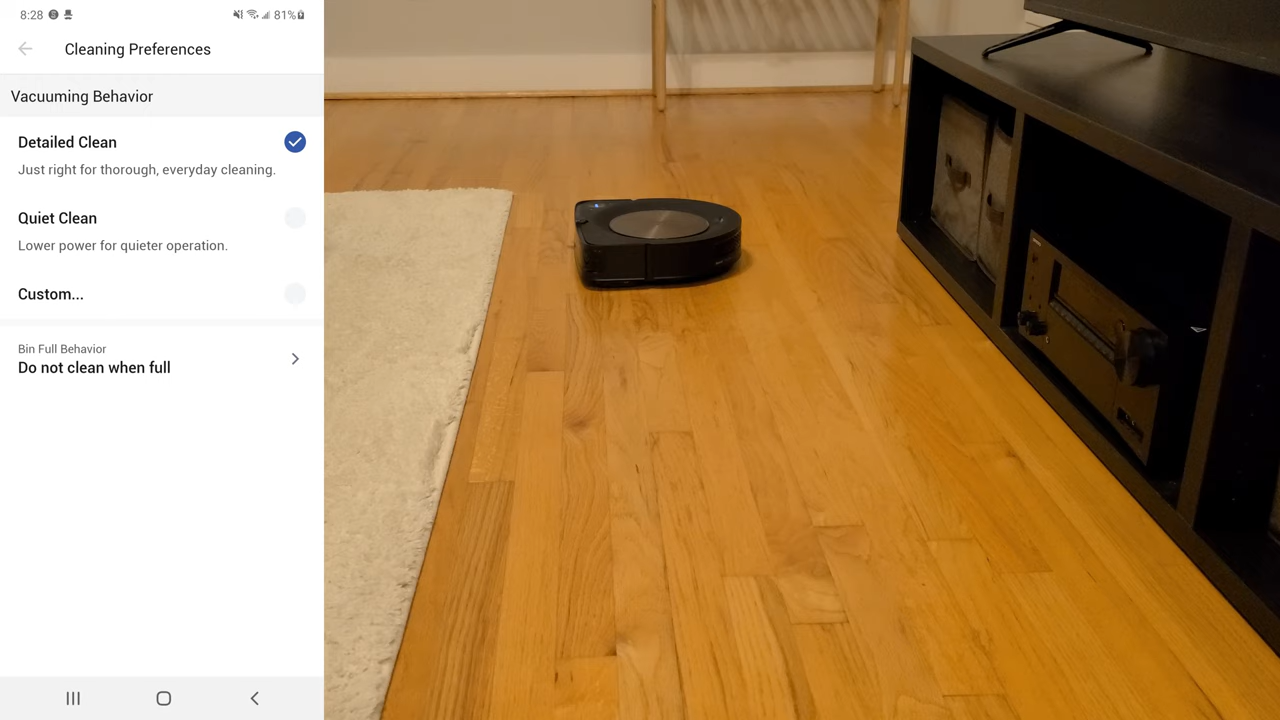 8:28
81%
Cleaning Preferences
Vacuuming Behavior
Detailed Clean
Just right for thorough, everyday cleaning.
Quiet Clean
Lower power for quieter operation.
Custom...
Bin Full Behavior
Do not clean when full